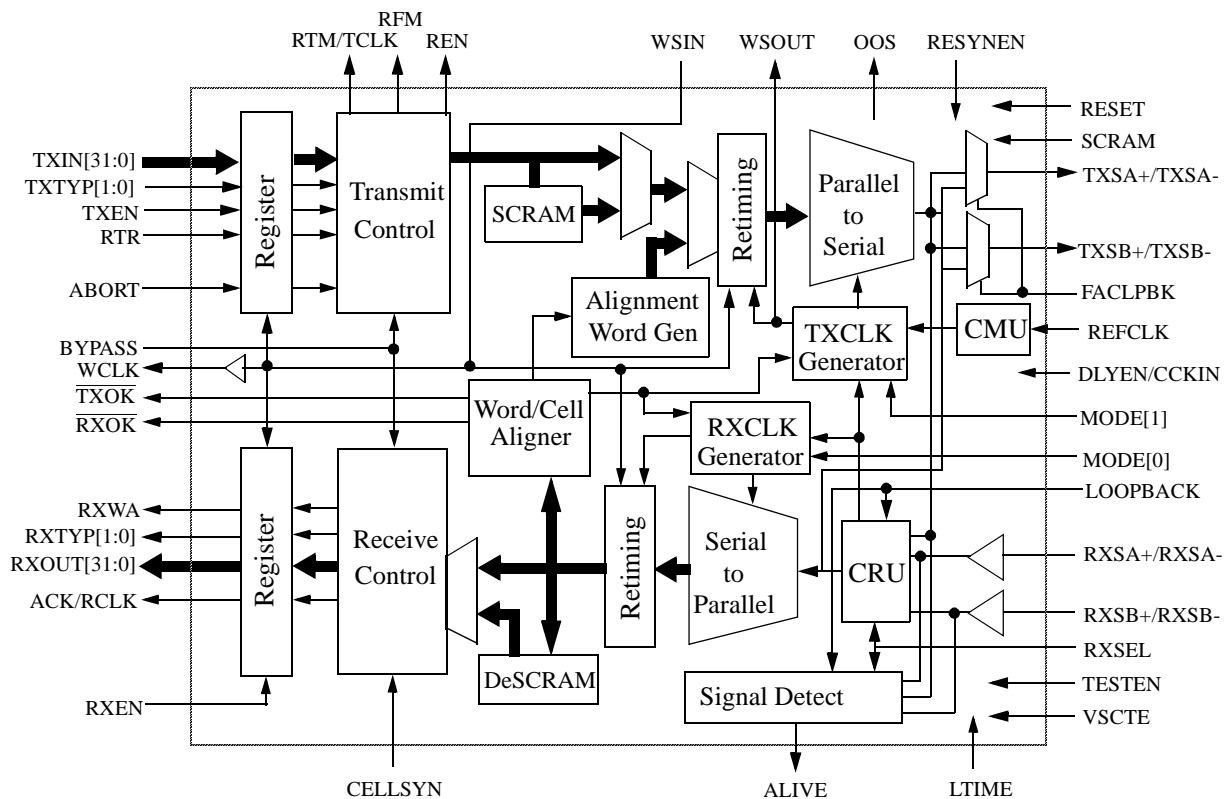 RFM
RTM/TCLK
REN
WSIN
WSOUT
OOS
RESYNEN
TXIN[31:0]
TXTYP[1:0]
TXEN
RTR
ABORT
BYPASS
WCLK
TXOK
RXOK
RXWA
RXTYP[1:0]
RXOUT[31:0]
ACK/RCLK
RXEN
Register
Transmit
Control
SCRAM
Alignment
Word Gen
Retiming
Parallel
to
Serial
TXCLK
Generator
CMU
Word/Cell
Aligner
RXCLK
Generator
Register
Receive
Control
DeSCRAM
Retiming
Serial
to
Parallel
CRU
Signal Detect
RESET
SCRAM
TXSA+/TXSA-
TXSB+/TXSB-
FACLPBK
REFCLK
DLYEN/CCKIN
MODE[1]
MODE[0]
LOOPBACK
RXSA+/RXSA-
RXSB+/RXSB-
RXSEL
TESTEN
VSCTE
CELLSYN
ALIVE
LTIME